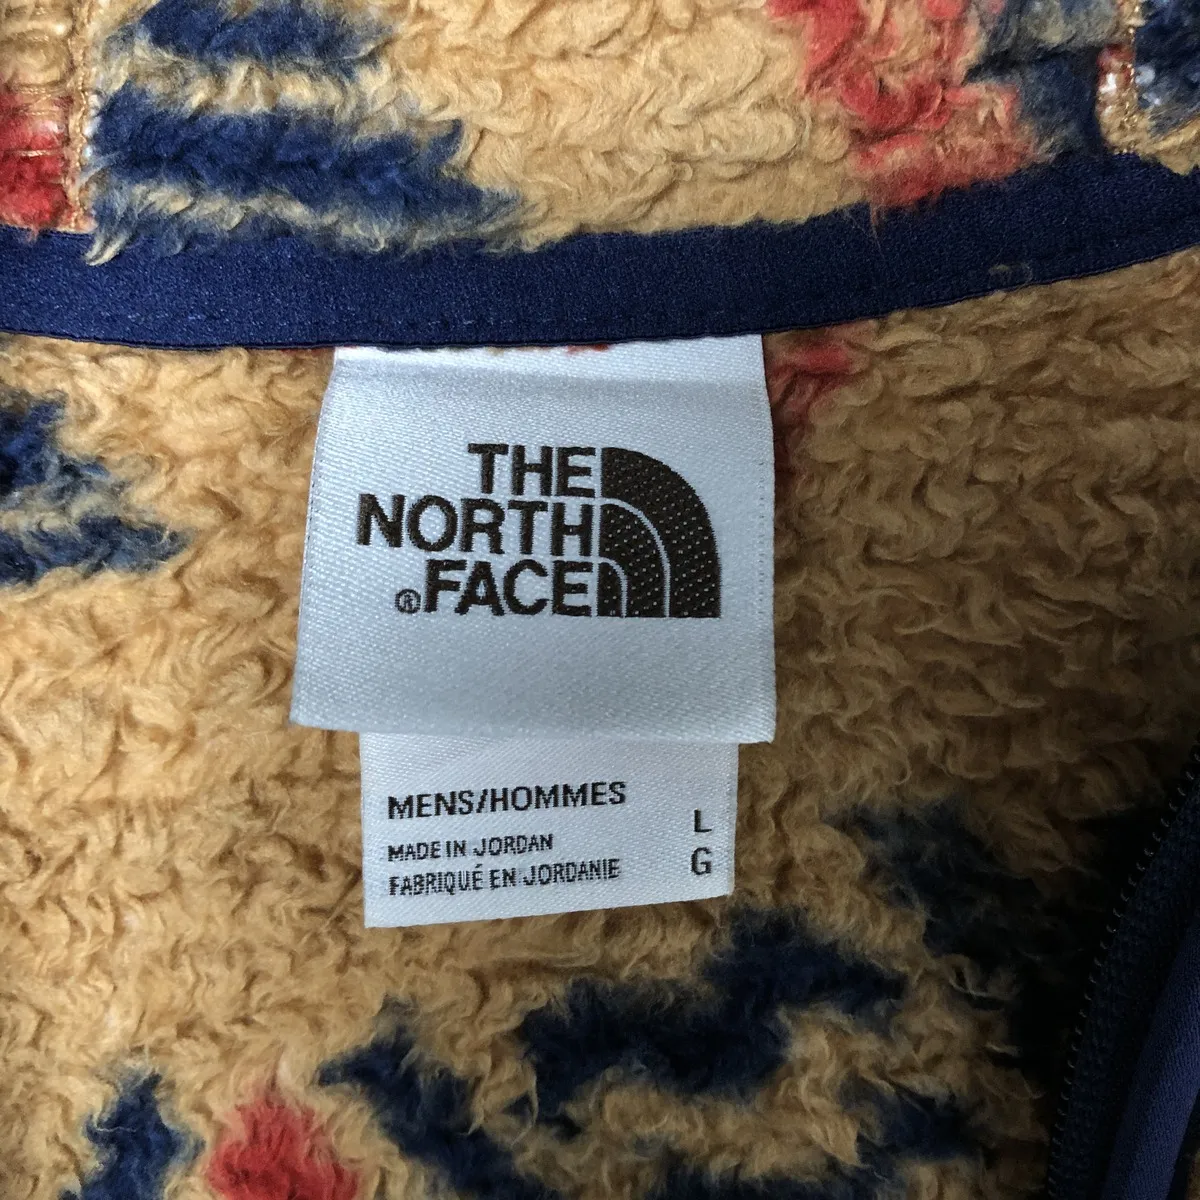 THE
NORTH
®FACE
MENS/HOMMES
MADE IN JORDAN
FABRIQUÉ EN JORDANIE
L
G